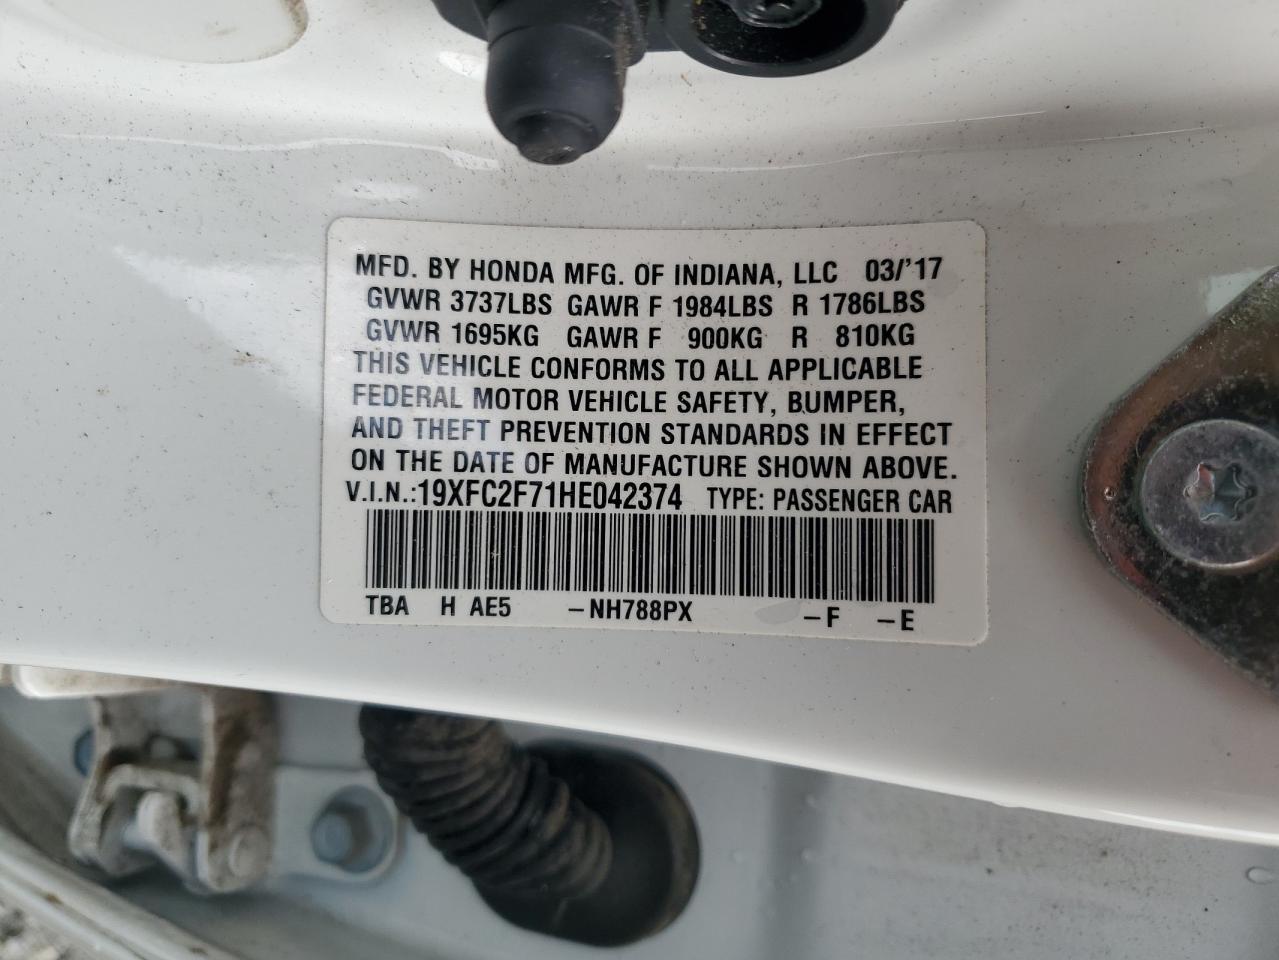 MFD. BY HONDA MFG. OF INDIANA, LLC 03/'17
GVWR 3737LBS GAWR F 1984LBS R 1786LBS
GVWR 1695KG GAWR F 900KG R 810KG
THIS VEHICLE CONFORMS TO ALL APPLICABLE
FEDERAL MOTOR VEHICLE SAFETY, BUMPER,
AND THEFT PREVENTION STANDARDS IN EFFECT
ON THE DATE OF MANUFACTURE SHOWN ABOVE.
V.I.N.:19XFC2F71HE042374 TYPE: PASSENGER CAR
TBA H AE5 –NH788PX –F –E